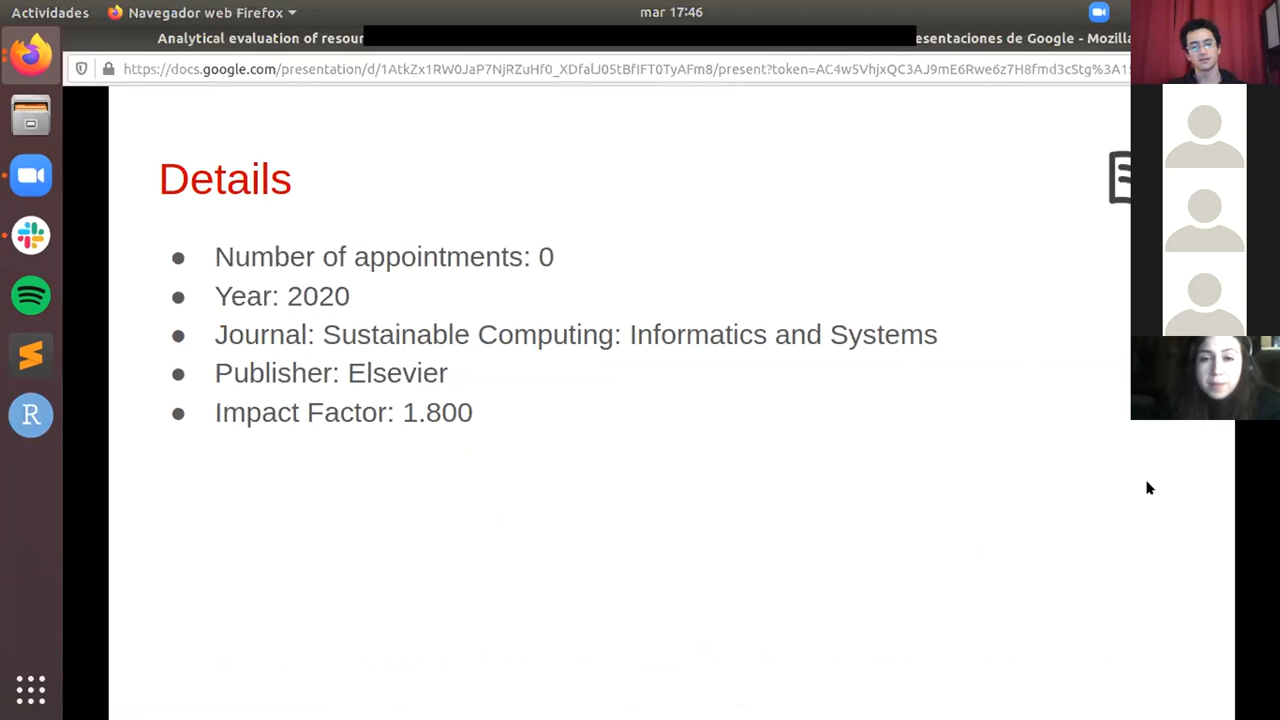 Actividades
Navegador web Firefox
mar 17:46
Analytical evaluation of resour
esentaciones de Google - Mozilla
https://docs.google.com/presentation/d/1AtkZx1RW0JaP7NjRZuHf0_XDfalJ05tBfIFT0TyAFm8/present?token=AC4w5VhjxQC3AJ9mE6Rwe6z7H8fmd3cStg%3A1
Details
● Number of appointments: 0
● Year: 2020
● Journal: Sustainable Computing: Informatics and Systems
● Publisher: Elsevier
● Impact Factor: 1.800
R